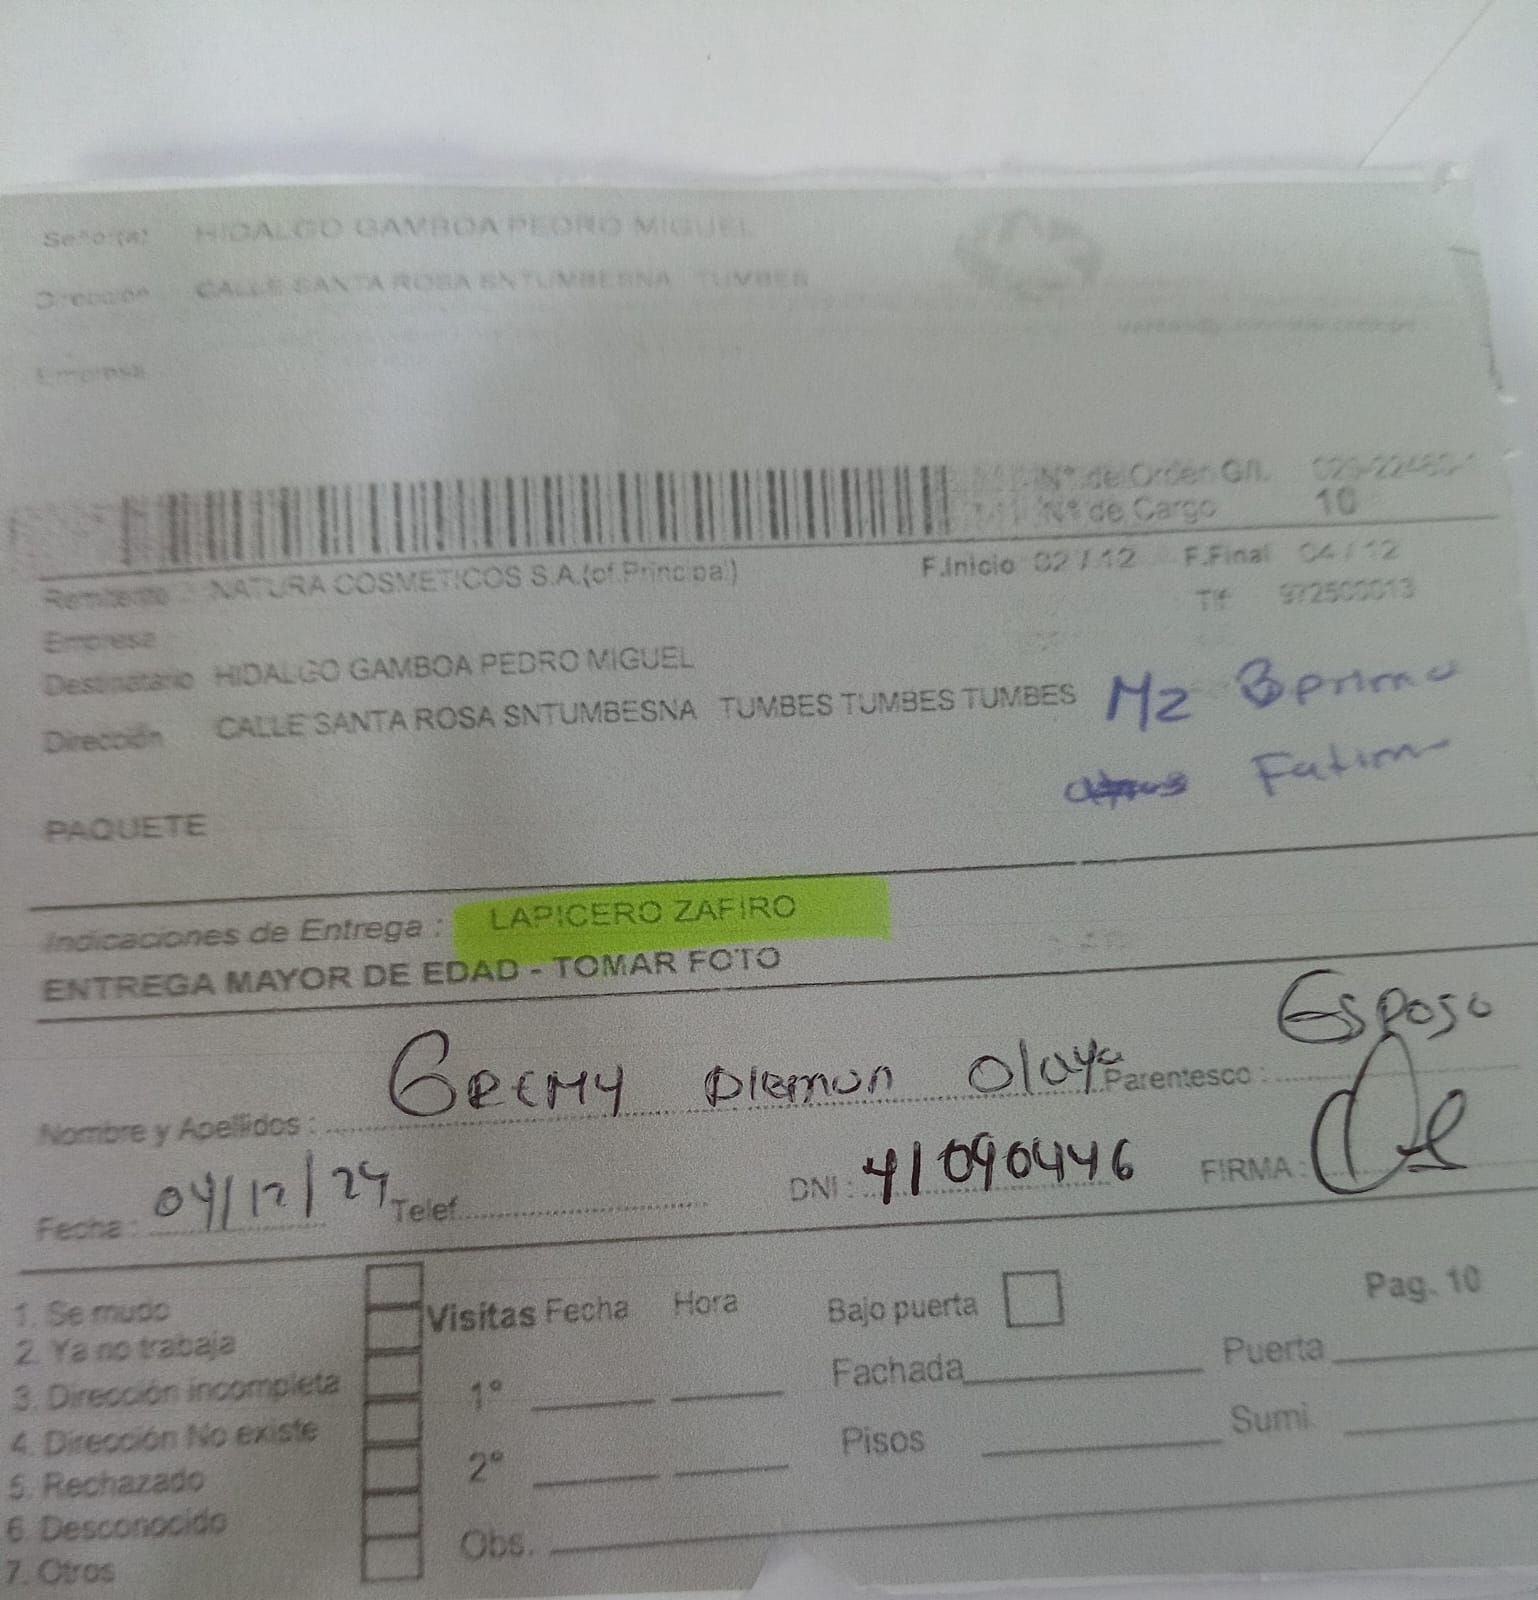 Señor(a) HIDALGO GAMBOA PEDRO MIGUEL
Dirección CALLE SANTA ROSA SNTUMBESNA TUMBES
Empresa
N° de Orden G/I.
N° de Cargo 10
Remitente : NATURA COSMETICOS S.A.(of.Principal) F.Inicio 02 / 12 F.Final 04 / 12
Empresa Tlf 972500013
Destinatario HIDALGO GAMBOA PEDRO MIGUEL
Dirección CALLE SANTA ROSA SNTUMBESNA TUMBES TUMBES TUMBES Mz B prima
Fatima
PAQUETE
Indicaciones de Entrega : LAPICERO ZAFIRO
ENTREGA MAYOR DE EDAD - TOMAR FOTO
Nombre y Apellidos : Olaya Parentesco : Esposo
Fecha : 04/12/24 Telef. DNI : 41090446 FIRMA :
1. Se mudo
2. Ya no trabaja
3. Dirección incompleta
4. Dirección No existe
5. Rechazado
6. Desconocido
7. Otros
Visitas Fecha Hora
1°
2°
Obs.
Bajo puerta
Fachada Puerta
Pisos Sumi.
Pag. 10